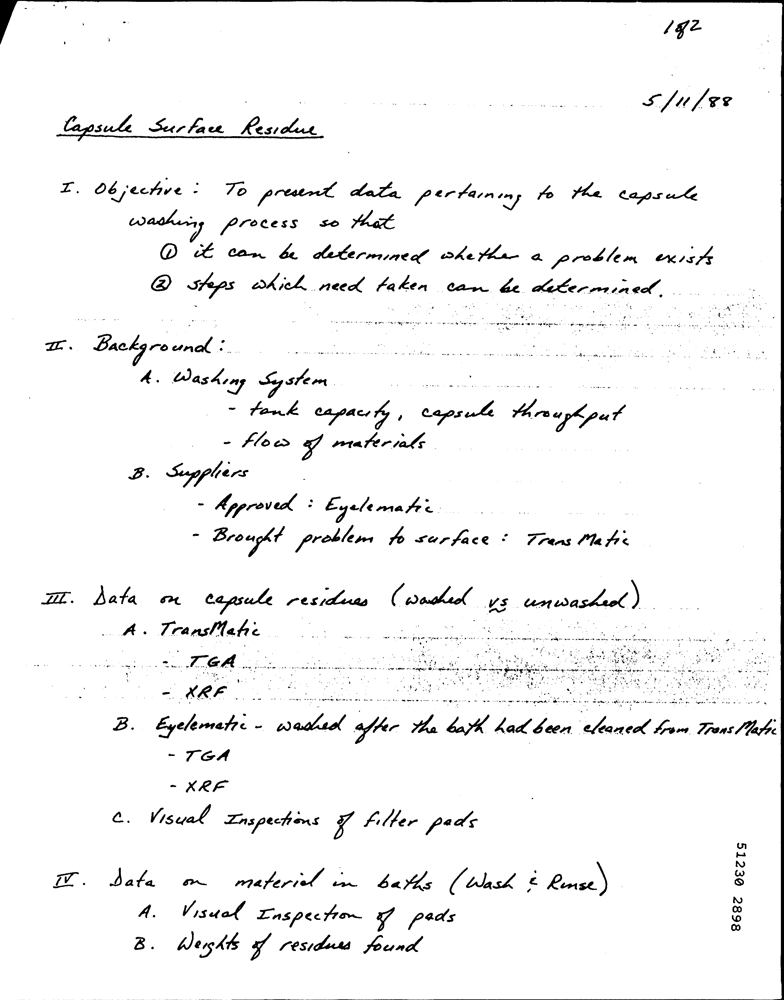 1 of 2
5/11/88
Capsule Surface Residue
I. Objective: To present data pertaining to the capsule
washing process so that
① it can be determined whether a problem exists
② steps which need taken can be determined.
II. Background:
A. Washing System
- tank capacity, capsule throughput
- flow of materials
B. Suppliers
- Approved: Eyelematic
- Brought problem to surface: TransMatic
III. Data on capsule residues (washed vs unwashed)
A. TransMatic
- TGA
- XRF
B. Eyelematic - washed after the bath had been cleaned from TransMatic
- TGA
- XRF
C. Visual Inspections of filter pads
IV. Data on material in baths (Wash & Rinse)
A. Visual Inspection of pads
B. Weights of residues found
51230 2898